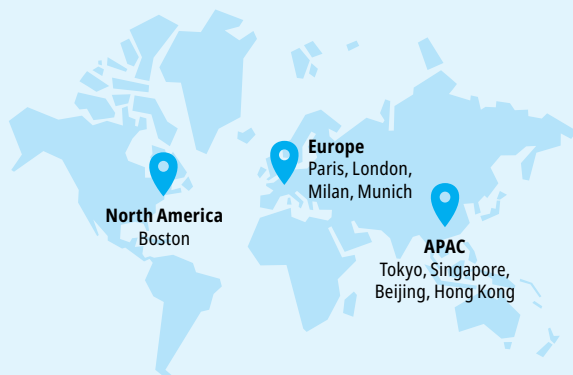 Europe
Paris, London,
Milan, Munich
North America
Boston
APAC
Tokyo, Singapore,
Beijing, Hong Kong